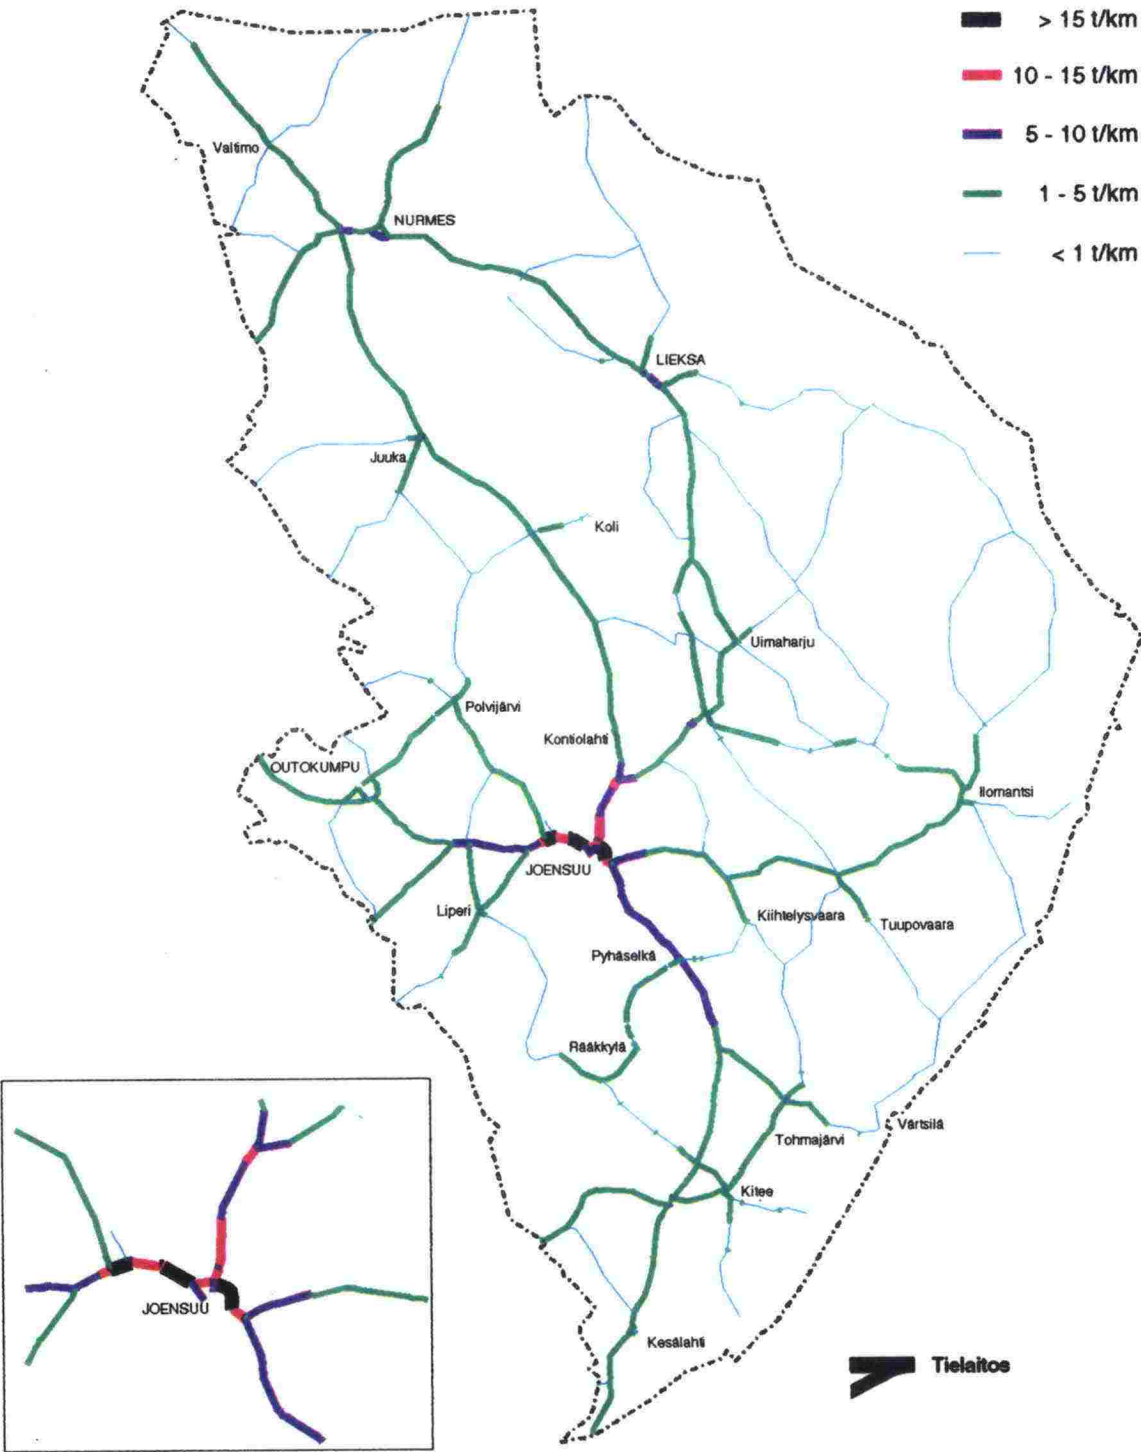 > 15 t/km
10 - 15 t/km
5 - 10 t/km
1 - 5 t/km
< 1 t/km
Valtimo
NURMES
LIEKSA
Juuka
Koli
Uimaharju
Polvijärvi
Kontiolahti
OUTOKUMPU
Ilomantsi
JOENSUU
Liperi
Kiihtelysvaara
Tuupovaara
Pyhäselkä
Rääkkylä
Värtsilä
Tohmajärvi
Kitee
JOENSUU
Kesälahti
Tielaitos